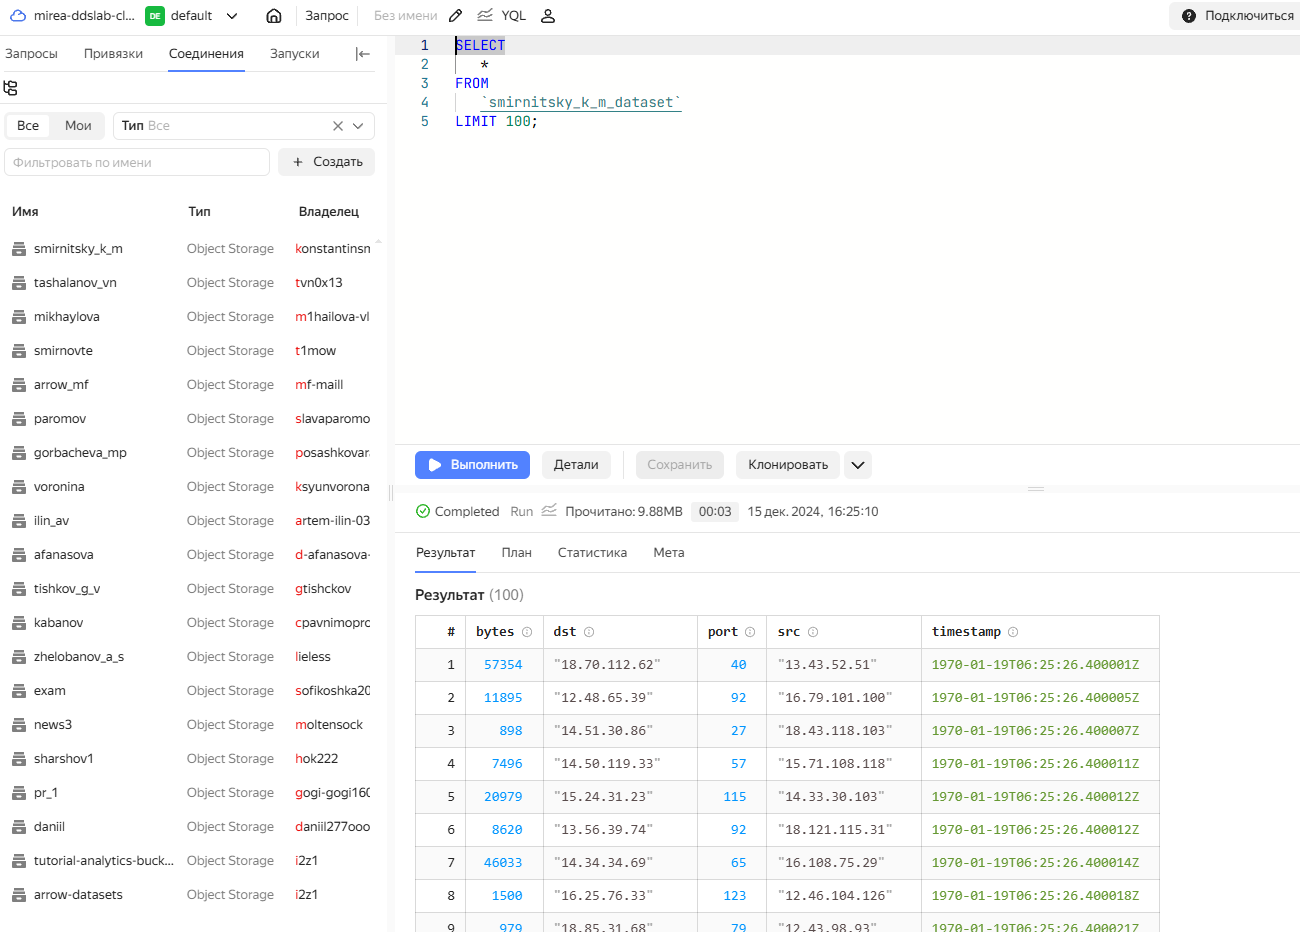 mirea-ddslab-cl... DE default Запрос Без имени YQL Подключиться
Запросы Привязки Соединения Запуски
Все Мои Тип Все
Фильтровать по имени + Создать
Имя Тип Владелец
smirnitsky_k_m Object Storage konstantinsm
tashalanov_vn Object Storage tvn0x13
mikhaylova Object Storage m1hailova-vl
smirnovte Object Storage t1mow
arrow_mf Object Storage mf-maill
paromov Object Storage slavaparomo
gorbacheva_mp Object Storage posashkovar
voronina Object Storage ksyunvorona
ilin_av Object Storage artem-ilin-03
afanasova Object Storage d-afanasova-
tishkov_g_v Object Storage gtishckov
kabanov Object Storage cpavnimopro
zhelobanov_a_s Object Storage lieless
exam Object Storage sofikoshka20
news3 Object Storage moltensock
sharshov1 Object Storage hok222
pr_1 Object Storage gogi-gogi160
daniil Object Storage daniil277ooo
tutorial-analytics-buck... Object Storage i2z1
arrow-datasets Object Storage i2z1
1 SELECT
2 *
3 FROM
4 `smirnitsky_k_m_dataset`
5 LIMIT 100;
Выполнить Детали Сохранить Клонировать
Completed Run Прочитано: 9.88MB 00:03 15 дек. 2024, 16:25:10
Результат План Статистика Мета
Результат (100)
# bytes dst port src timestamp
1 57354 "18.70.112.62" 40 "13.43.52.51" 1970-01-19T06:25:26.400001Z
2 11895 "12.48.65.39" 92 "16.79.101.100" 1970-01-19T06:25:26.400005Z
3 898 "14.51.30.86" 27 "18.43.118.103" 1970-01-19T06:25:26.400007Z
4 7496 "14.50.119.33" 57 "15.71.108.118" 1970-01-19T06:25:26.400011Z
5 20979 "15.24.31.23" 115 "14.33.30.103" 1970-01-19T06:25:26.400012Z
6 8620 "13.56.39.74" 92 "18.121.115.31" 1970-01-19T06:25:26.400012Z
7 46033 "14.34.34.69" 65 "16.108.75.29" 1970-01-19T06:25:26.400014Z
8 1500 "16.25.76.33" 123 "12.46.104.126" 1970-01-19T06:25:26.400018Z
9 979 "18.85.31.68" 79 "12.43.98.93" 1970-01-19T06:25:26.400021Z